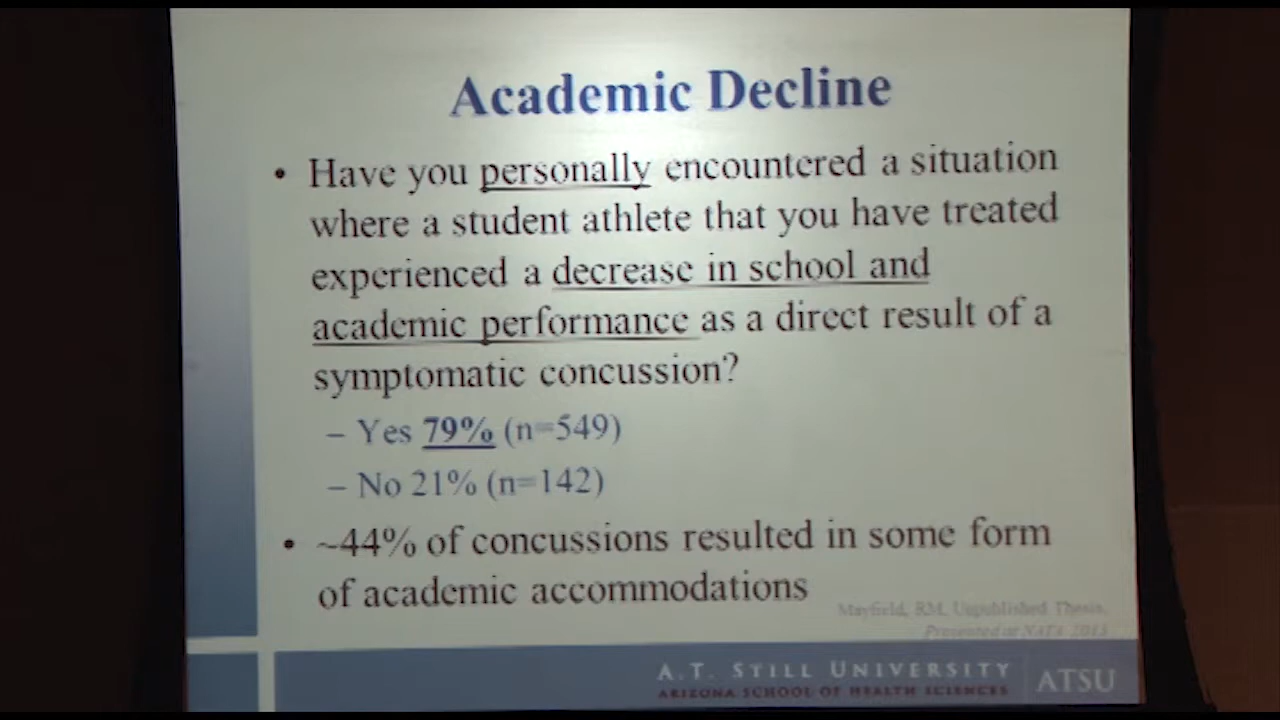 Academic Decline
• Have you personally encountered a situation
where a student athlete that you have treated
experienced a decrease in school and
academic performance as a direct result of a
symptomatic concussion?
– Yes 79% (n=549)
– No 21% (n=142)
• ~44% of concussions resulted in some form
of academic accommodations
Mayfield, RM, Unpublished Thesis,
Presented at NATA, 2013
A.T. STILL UNIVERSITY
ARIZONA SCHOOL OF HEALTH SCIENCES
ATSU